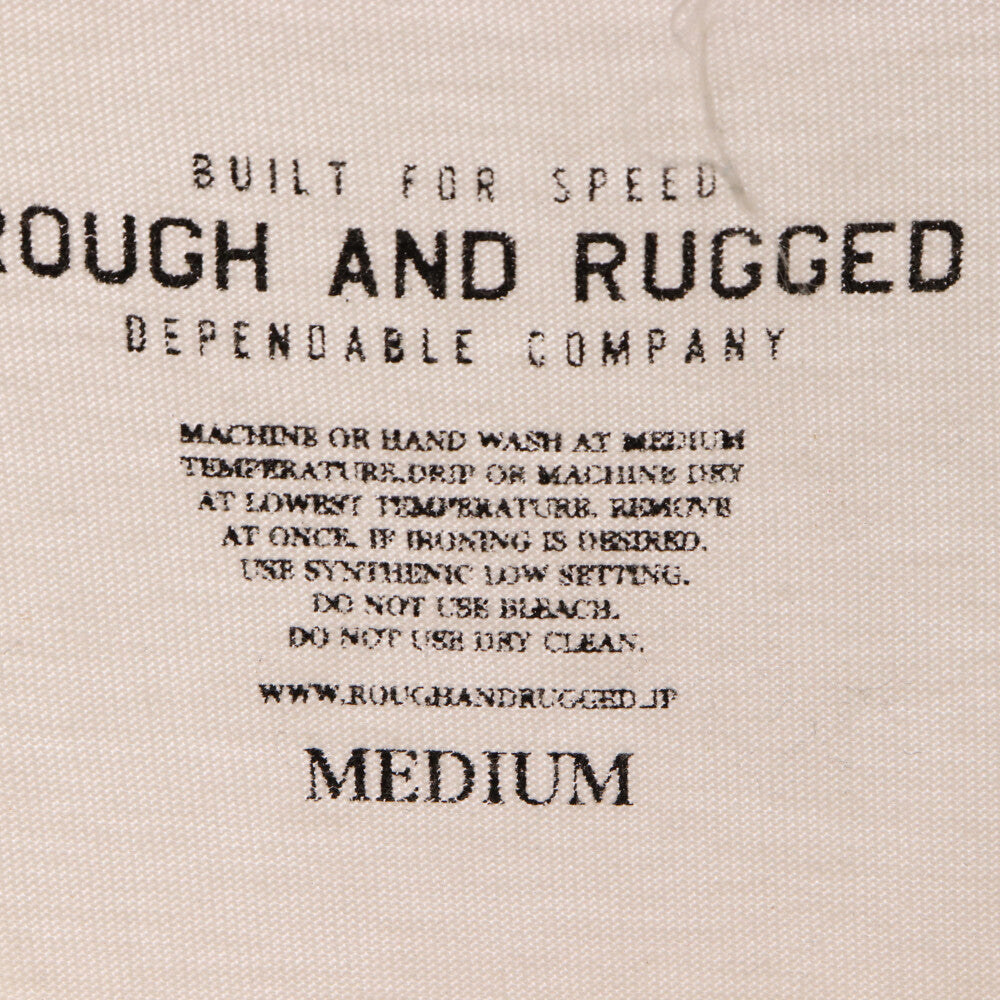 BUILT FOR SPEED
ROUGH AND RUGGED
DEPENDABLE COMPANY
MACHINE OR HAND WASH AT MEDIUM
TEMPERATURE.DRIP OR MACHINE DRY
AT LOWEST TEMPERATURE. REMOVE
AT ONCE. IF IRONING IS DESIRED.
USE SYNTHENIC LOW SETTING.
DO NOT USE BLEACH.
DO NOT USE DRY CLEAN.
WWW.ROUGHANDRUGGED.JP
MEDIUM